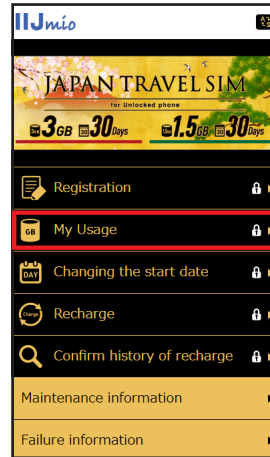 IIJmio
JAPAN TRAVEL SIM
for Unlocked phone
3GB 30Days 1.5GB 30Days
Registration
GB My Usage
DAY Changing the start date
Charge Recharge
Confirm history of recharge
Maintenance information
Failure information